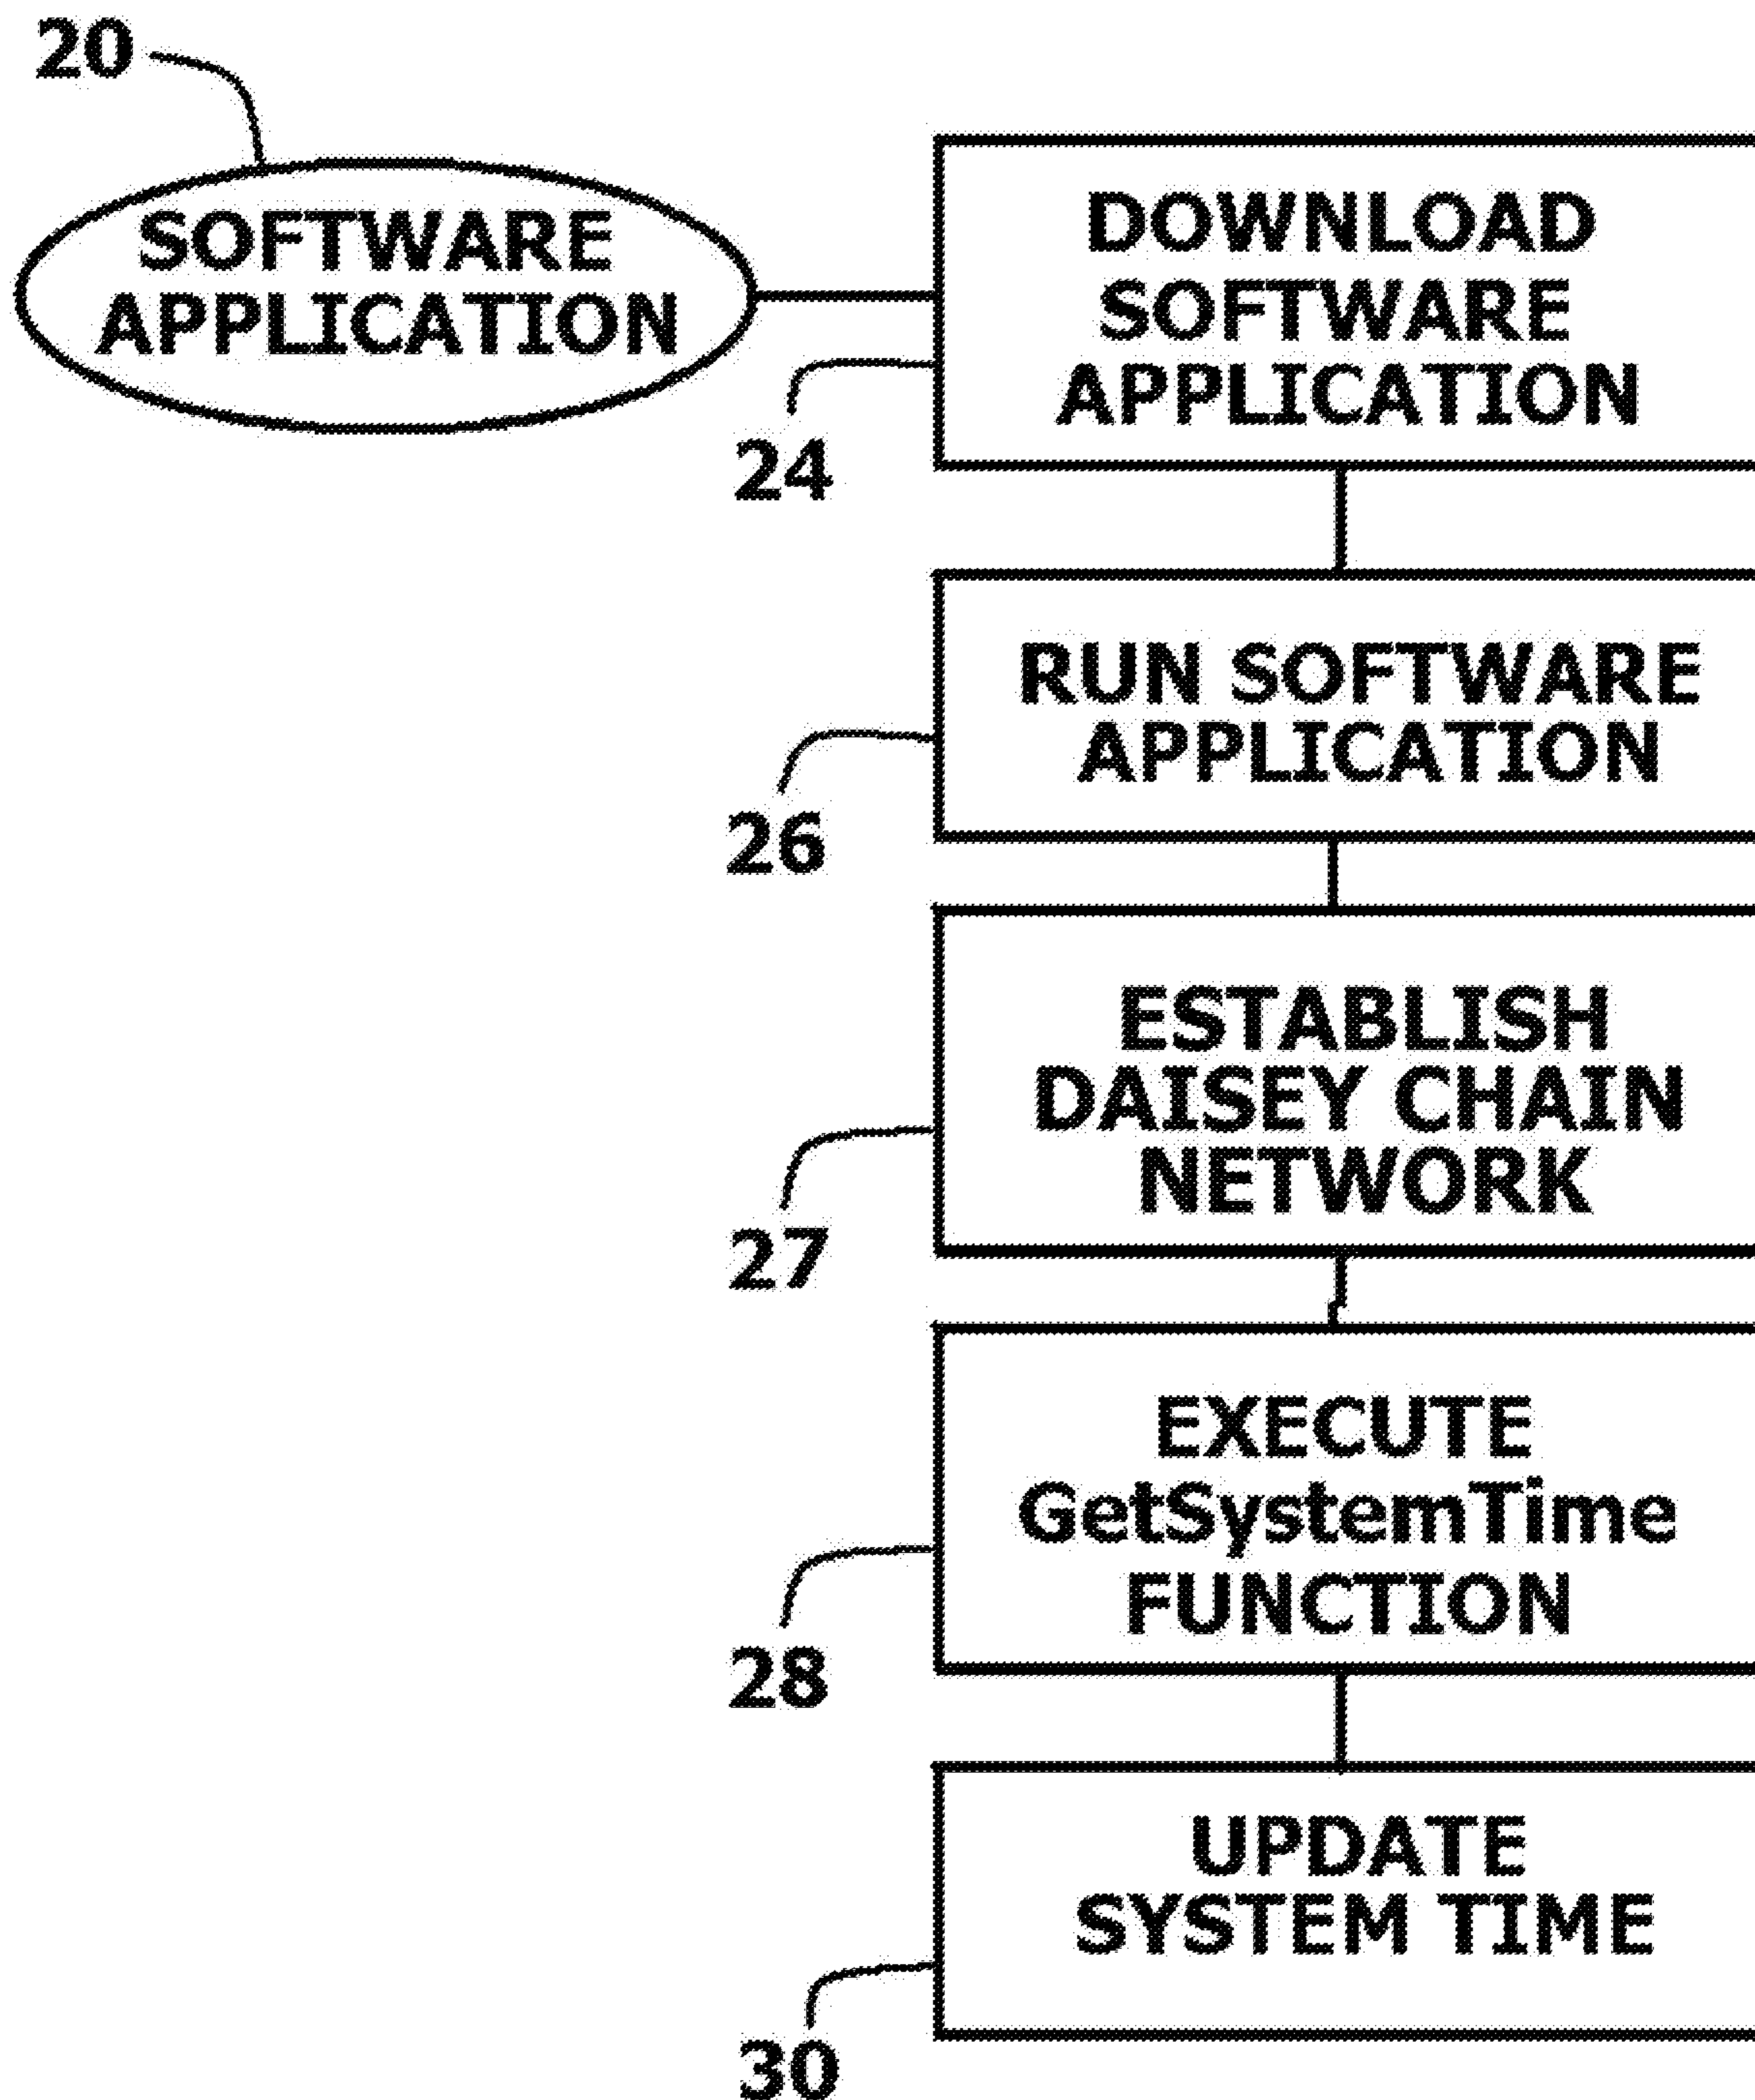 20
SOFTWARE
APPLICATION
DOWNLOAD
SOFTWARE
APPLICATION
24
RUN SOFTWARE
APPLICATION
26
ESTABLISH
DAISEY CHAIN
NETWORK
27
EXECUTE
GetSystemTime
FUNCTION
28
UPDATE
SYSTEM TIME
30